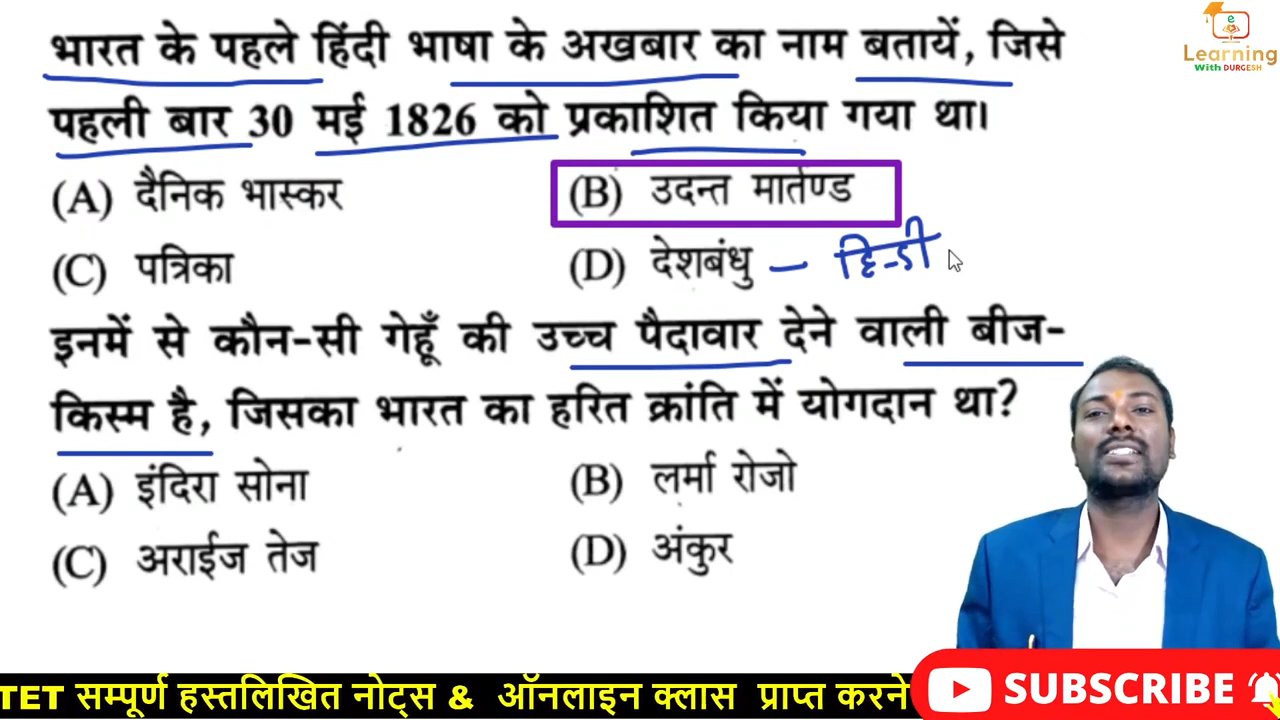 भारत के पहले हिंदी भाषा के अखबार का नाम बतायें, जिसे
पहली बार 30 मई 1826 को प्रकाशित किया गया था।
(A) दैनिक भास्कर
(B) उदन्त मार्तण्ड
(C) पत्रिका
(D) देशबंधु – हिन्दी
इनमें से कौन-सी गेहूँ की उच्च पैदावार देने वाली बीज-
किस्म है, जिसका भारत का हरित क्रांति में योगदान था?
(A) इंदिरा सोना
(B) लर्मा रोजो
(C) अराईज तेज
(D) अंकुर
e
Learning
With DURGESH
TET सम्पूर्ण हस्तलिखित नोट्स & ऑनलाइन क्लास प्राप्त करने
SUBSCRIBE